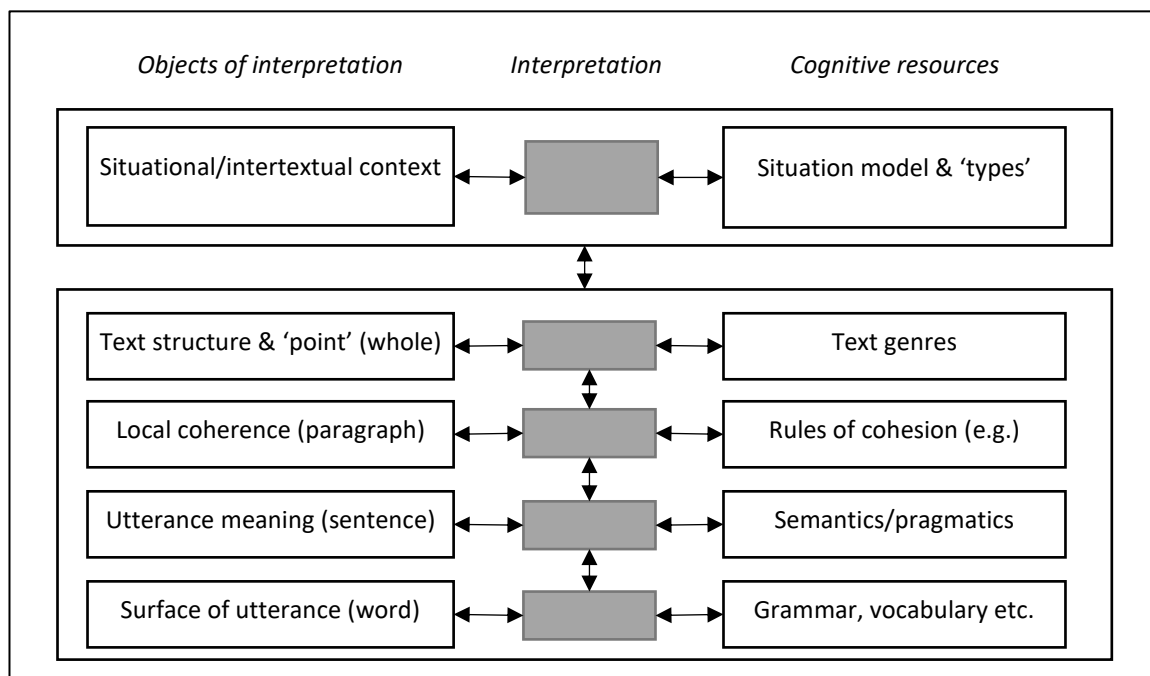 Objects of interpretation Interpretation Cognitive resources
Situational/intertextual context Situation model & ‘types’
Text structure & ‘point’ (whole) Text genres
Local coherence (paragraph) Rules of cohesion (e.g.)
Utterance meaning (sentence) Semantics/pragmatics
Surface of utterance (word) Grammar, vocabulary etc.